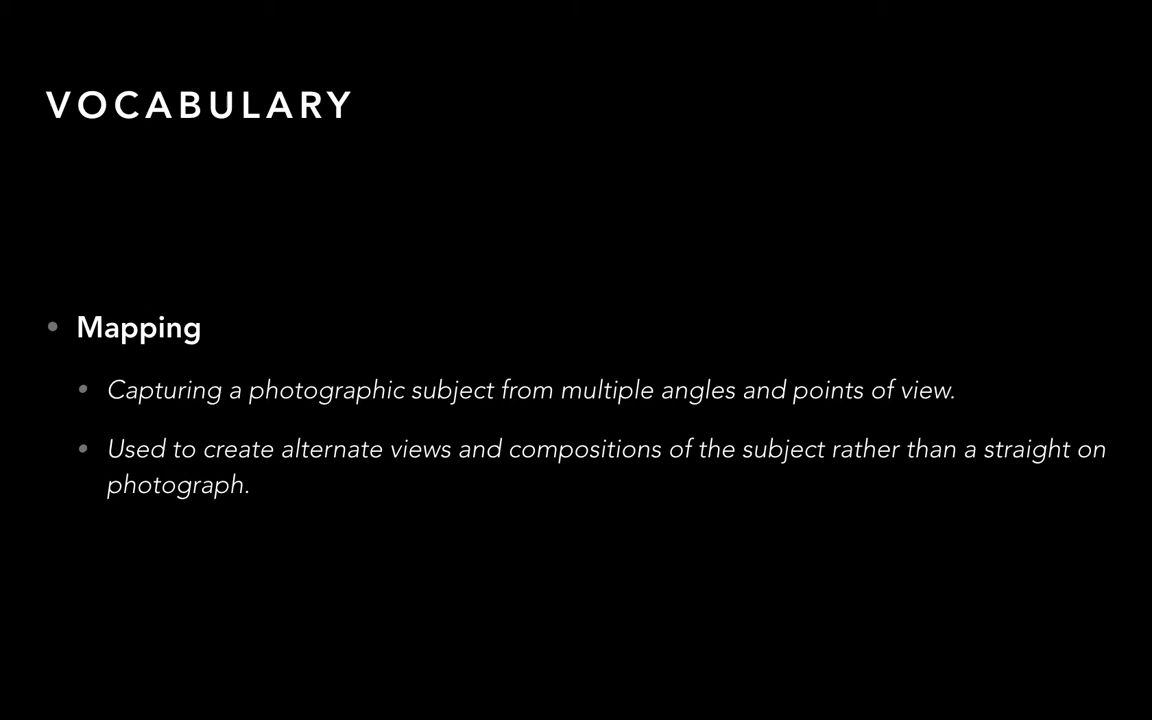 VOCABULARY
• Mapping
• Capturing a photographic subject from multiple angles and points of view.
• Used to create alternate views and compositions of the subject rather than a straight on
photograph.